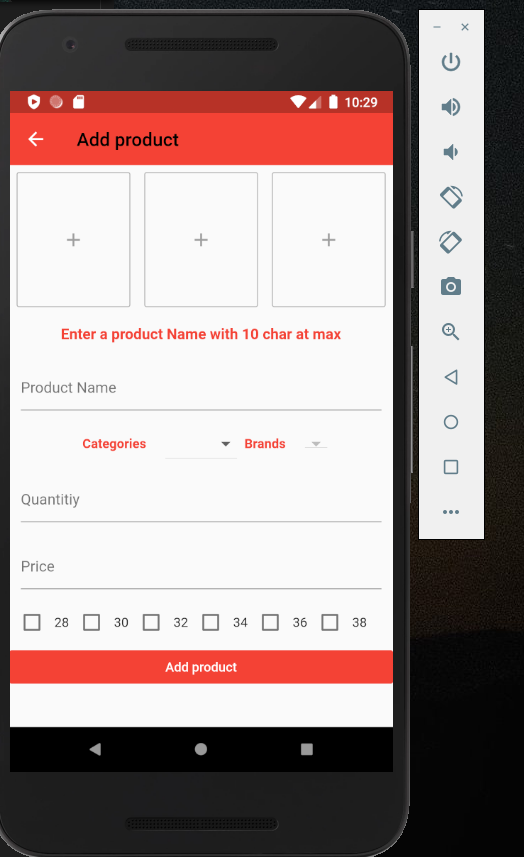 10:29
Add product
+ + +
Enter a product Name with 10 char at max
Product Name
Categories Brands
Quantitiy
Price
28 30 32 34 36 38
Add product